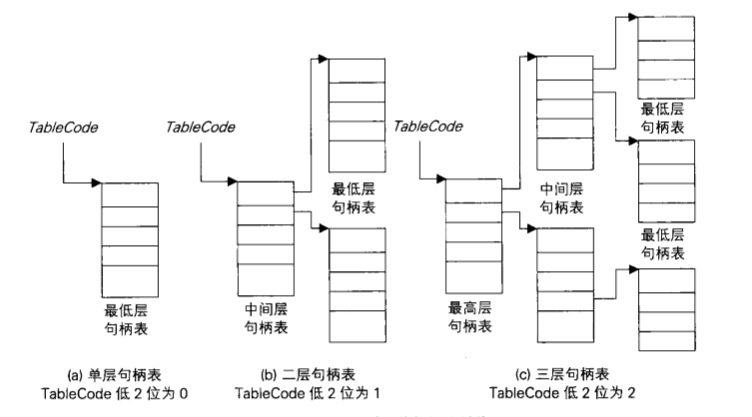 TableCode
最低层
句柄表
(a) 单层句柄表
TableCode 低 2 位为 0
TableCode
最低层
句柄表
中间层
句柄表
(b) 二层句柄表
TableCode 低 2 位为 1
TableCode
最低层
句柄表
中间层
句柄表
最低层
句柄表
最高层
句柄表
(c) 三层句柄表
TableCode 低 2 位为 2